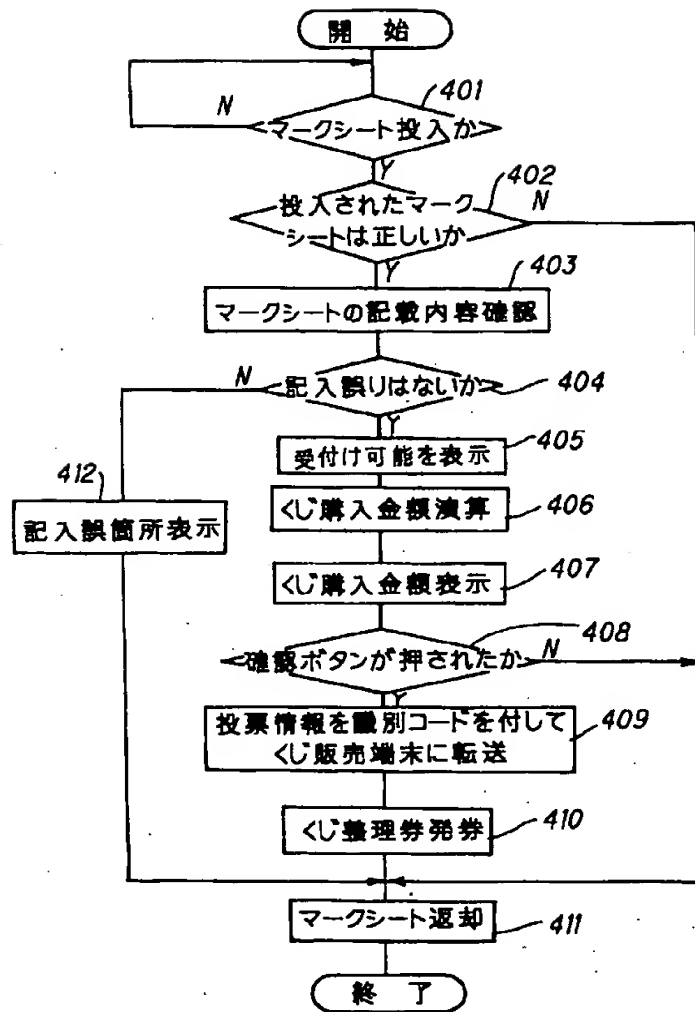 開始
401
N
マークシート投入か
Y
402
投入されたマーク
シートは正しいか
N
Y
403
マークシートの記載内容確認
N
記入誤りはないか
404
Y
405
受付け可能を表示
412
記入誤箇所表示
くじ購入金額演算
406
くじ購入金額表示
407
408
確認ボタンが押されたか
N
Y
投票情報を識別コードを付して
くじ販売端末に転送
409
くじ整理券発券
410
マークシート返却
411
終了